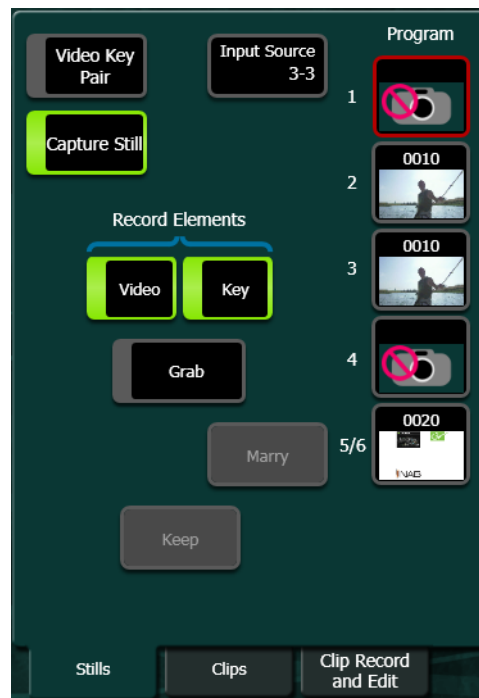 Video Key
Pair
Input Source
3-3
Program
1
Capture Still
0010
2
Record Elements
0010
3
Video
Key
Grab
4
0020
Marry
5/6
NAB
Keep
Stills
Clips
Clip Record
and Edit